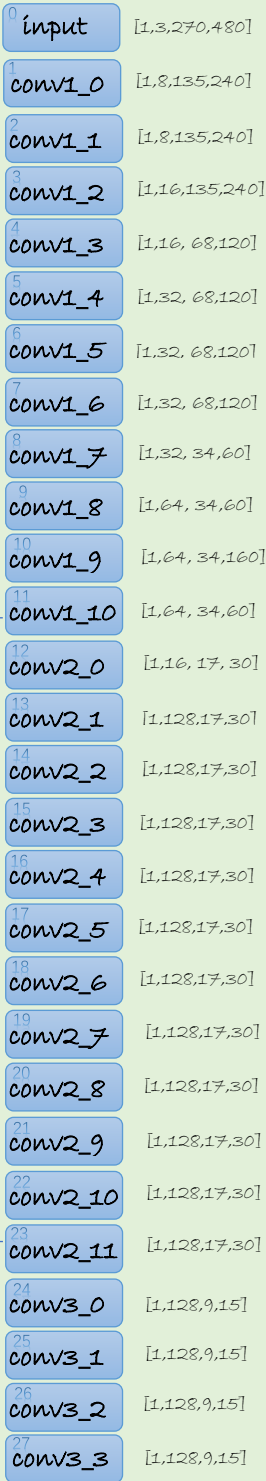 0 input [1,3,270,480]
1 conv1_0 [1,8,135,240]
2 conv1_1 [1,8,135,240]
3 conv1_2 [1,16,135,240]
4 conv1_3 [1,16, 68,120]
5 conv1_4 [1,32, 68,120]
6 conv1_5 [1,32, 68,120]
7 conv1_6 [1,32, 68,120]
8 conv1_7 [1,32, 34,60]
9 conv1_8 [1,64, 34,60]
10 conv1_9 [1,64, 34,160]
11 conv1_10 [1,64, 34,60]
12 conv2_0 [1,16, 17, 30]
13 conv2_1 [1,128,17,30]
14 conv2_2 [1,128,17,30]
15 conv2_3 [1,128,17,30]
16 conv2_4 [1,128,17,30]
17 conv2_5 [1,128,17,30]
18 conv2_6 [1,128,17,30]
19 conv2_7 [1,128,17,30]
20 conv2_8 [1,128,17,30]
21 conv2_9 [1,128,17,30]
22 conv2_10 [1,128,17,30]
23 conv2_11 [1,128,17,30]
24 conv3_0 [1,128,9,15]
25 conv3_1 [1,128,9,15]
26 conv3_2 [1,128,9,15]
27 conv3_3 [1,128,9,15]